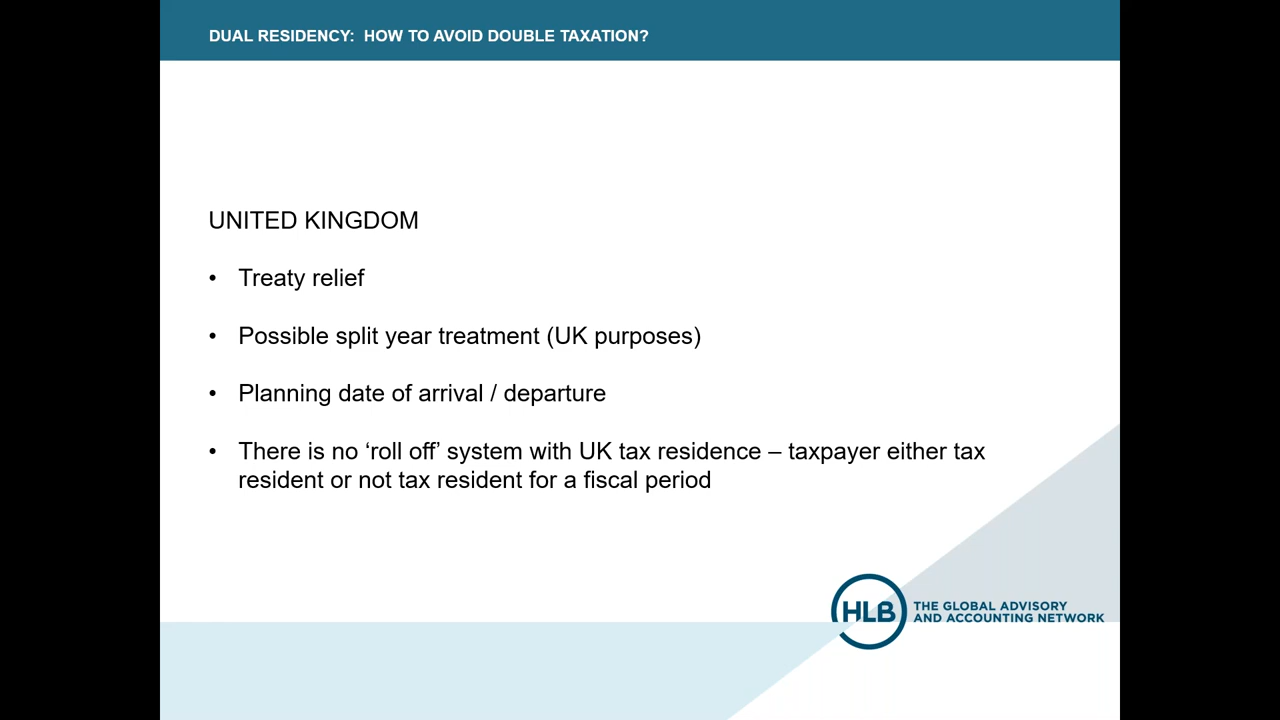 DUAL RESIDENCY: HOW TO AVOID DOUBLE TAXATION?
UNITED KINGDOM
• Treaty relief
• Possible split year treatment (UK purposes)
• Planning date of arrival / departure
• There is no ‘roll off’ system with UK tax residence – taxpayer either tax
resident or not tax resident for a fiscal period
HLB
THE GLOBAL ADVISORY
AND ACCOUNTING NETWORK